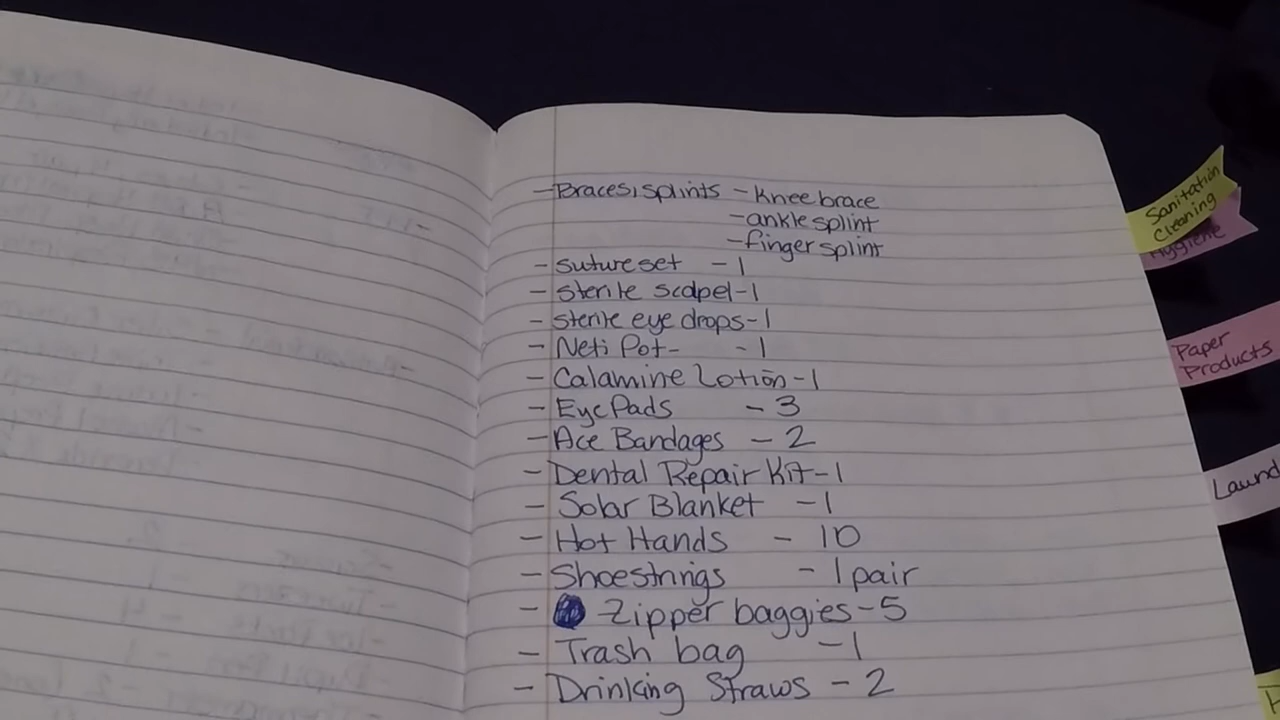 - Braces, splints - Knee brace
- ankle splint
- finger splint
- suture set - 1
- sterile scalpel - 1
- sterile eye drops - 1
- Neti Pot - - 1
- Calamine Lotion - 1
- Eye Pads - 3
- Ace Bandages - 2
- Dental Repair Kit - 1
- Solar Blanket - 1
- Hot Hands - 10
- Shoestrings - 1 pair
- Zipper baggies - 5
- Trash bag - 1
- Drinking Straws - 2
Sanitation
Cleaning
Hygiene
Paper
Products